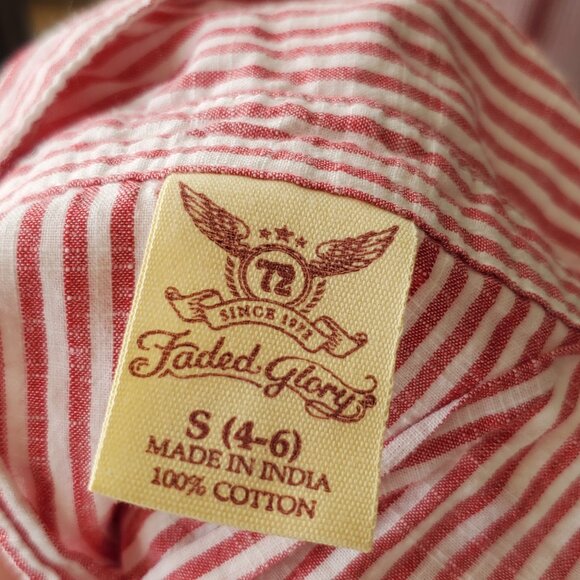 72
SINCE 1972
Faded Glory
S (4-6)
MADE IN INDIA
100% COTTON